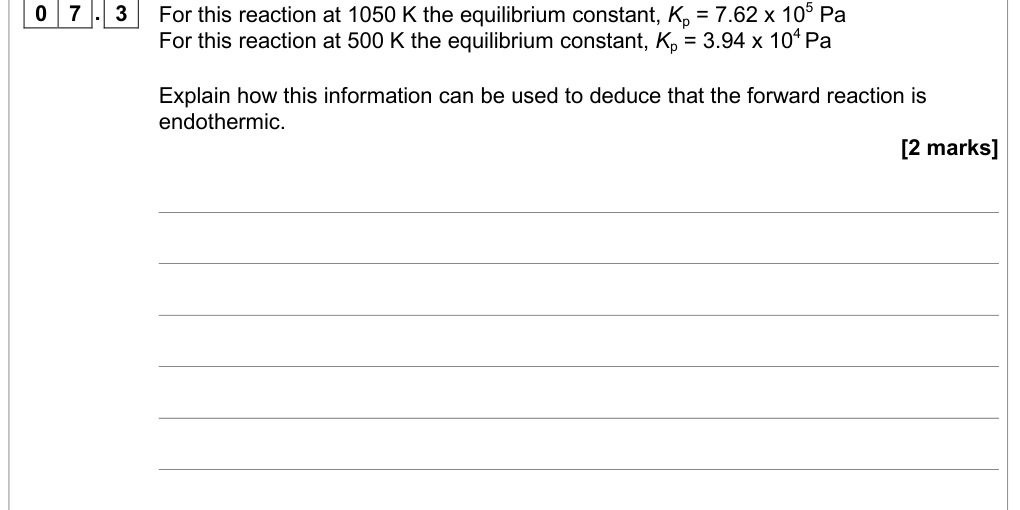 0 7 . 3 For this reaction at 1050 K the equilibrium constant, Kp = 7.62 x 10⁵ Pa
For this reaction at 500 K the equilibrium constant, Kp = 3.94 x 10⁴ Pa
Explain how this information can be used to deduce that the forward reaction is
endothermic.
[2 marks]